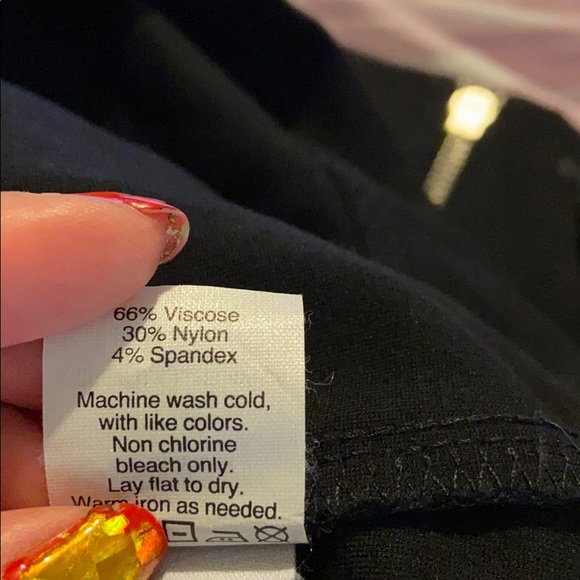 66% Viscose
30% Nylon
4% Spandex
Machine wash cold,
with like colors.
Non chlorine
bleach only.
Lay flat to dry.
Warm iron as needed.